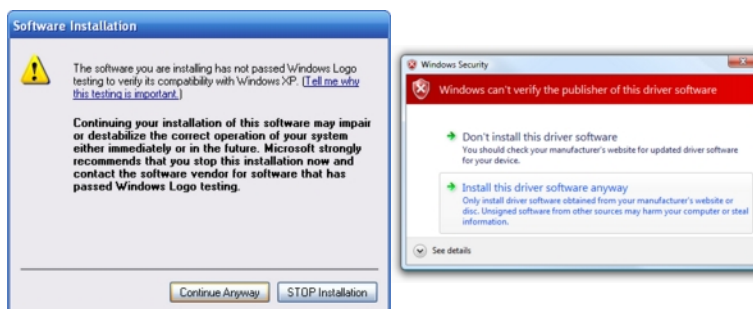 Software Installation
The software you are installing has not passed Windows Logo
testing to verify its compatibility with Windows XP. (Tell me why
this testing is important.)
Continuing your installation of this software may impair
or destabilize the correct operation of your system
either immediately or in the future. Microsoft strongly
recommends that you stop this installation now and
contact the software vendor for software that has
passed Windows Logo testing.
Continue Anyway
STOP Installation
Windows Security
Windows can't verify the publisher of this driver software
Don't install this driver software
You should check your manufacturer's website for updated driver software
for your device.
Install this driver software anyway
Only install driver software obtained from your manufacturer's website or
disc. Unsigned software from other sources may harm your computer or steal
information.
See details